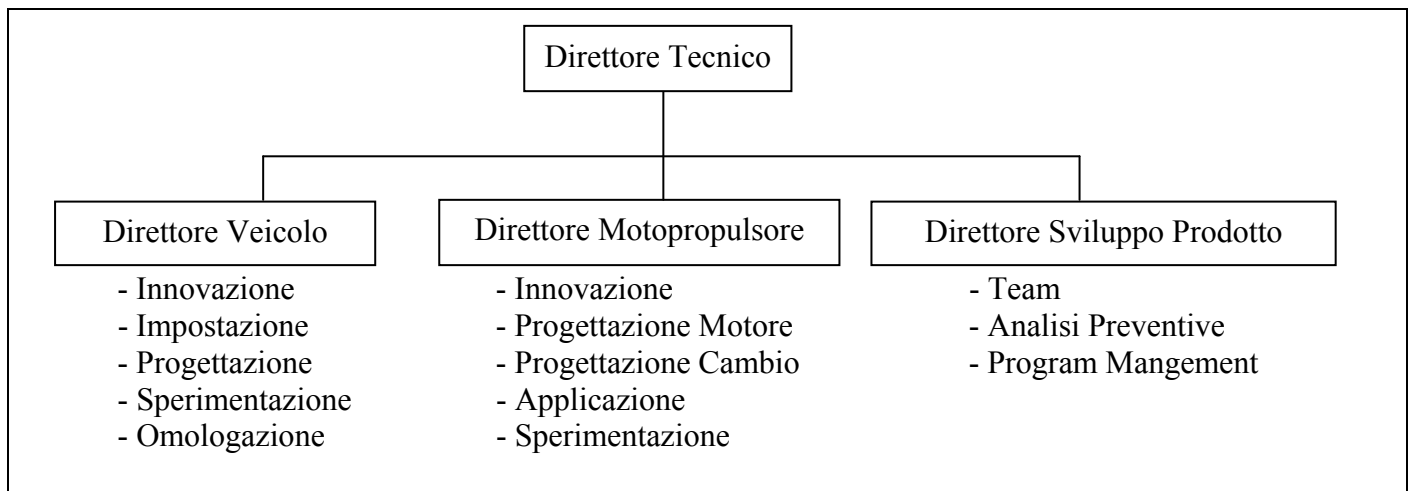 Direttore Tecnico
Direttore Veicolo
- Innovazione
- Impostazione
- Progettazione
- Sperimentazione
- Omologazione
Direttore Motopropulsore
- Innovazione
- Progettazione Motore
- Progettazione Cambio
- Applicazione
- Sperimentazione
Direttore Sviluppo Prodotto
- Team
- Analisi Preventive
- Program Mangement